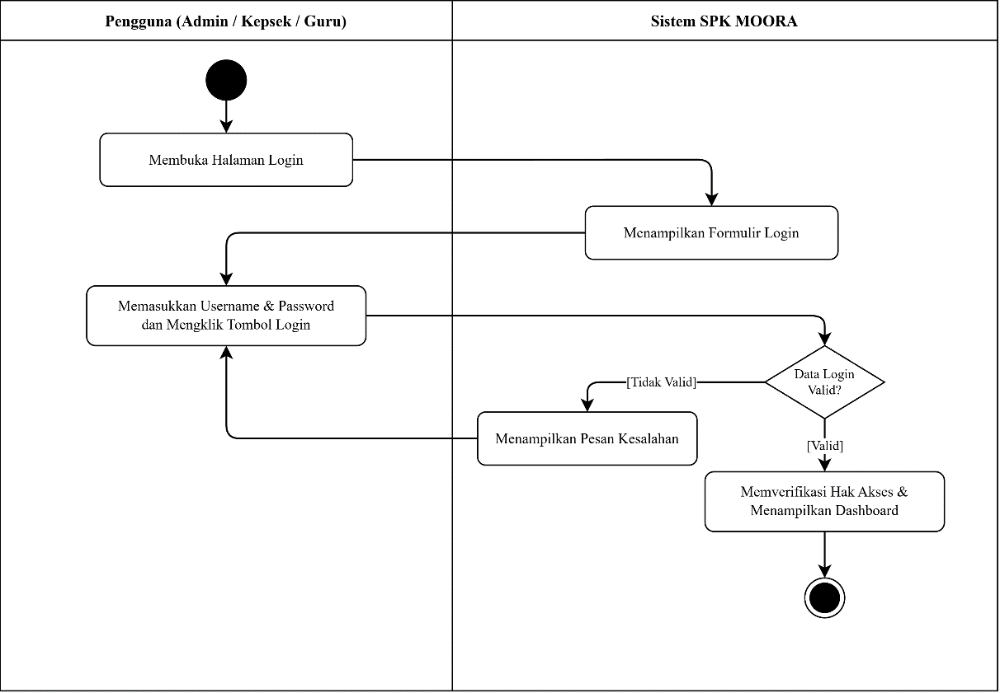 Pengguna (Admin / Kepsek / Guru)
Sistem SPK MOORA
Membuka Halaman Login
Menampilkan Formulir Login
Memasukkan Username & Password
dan Mengklik Tombol Login
Data Login
Valid?
[Tidak Valid]
Menampilkan Pesan Kesalahan
[Valid]
Memverifikasi Hak Akses &
Menampilkan Dashboard